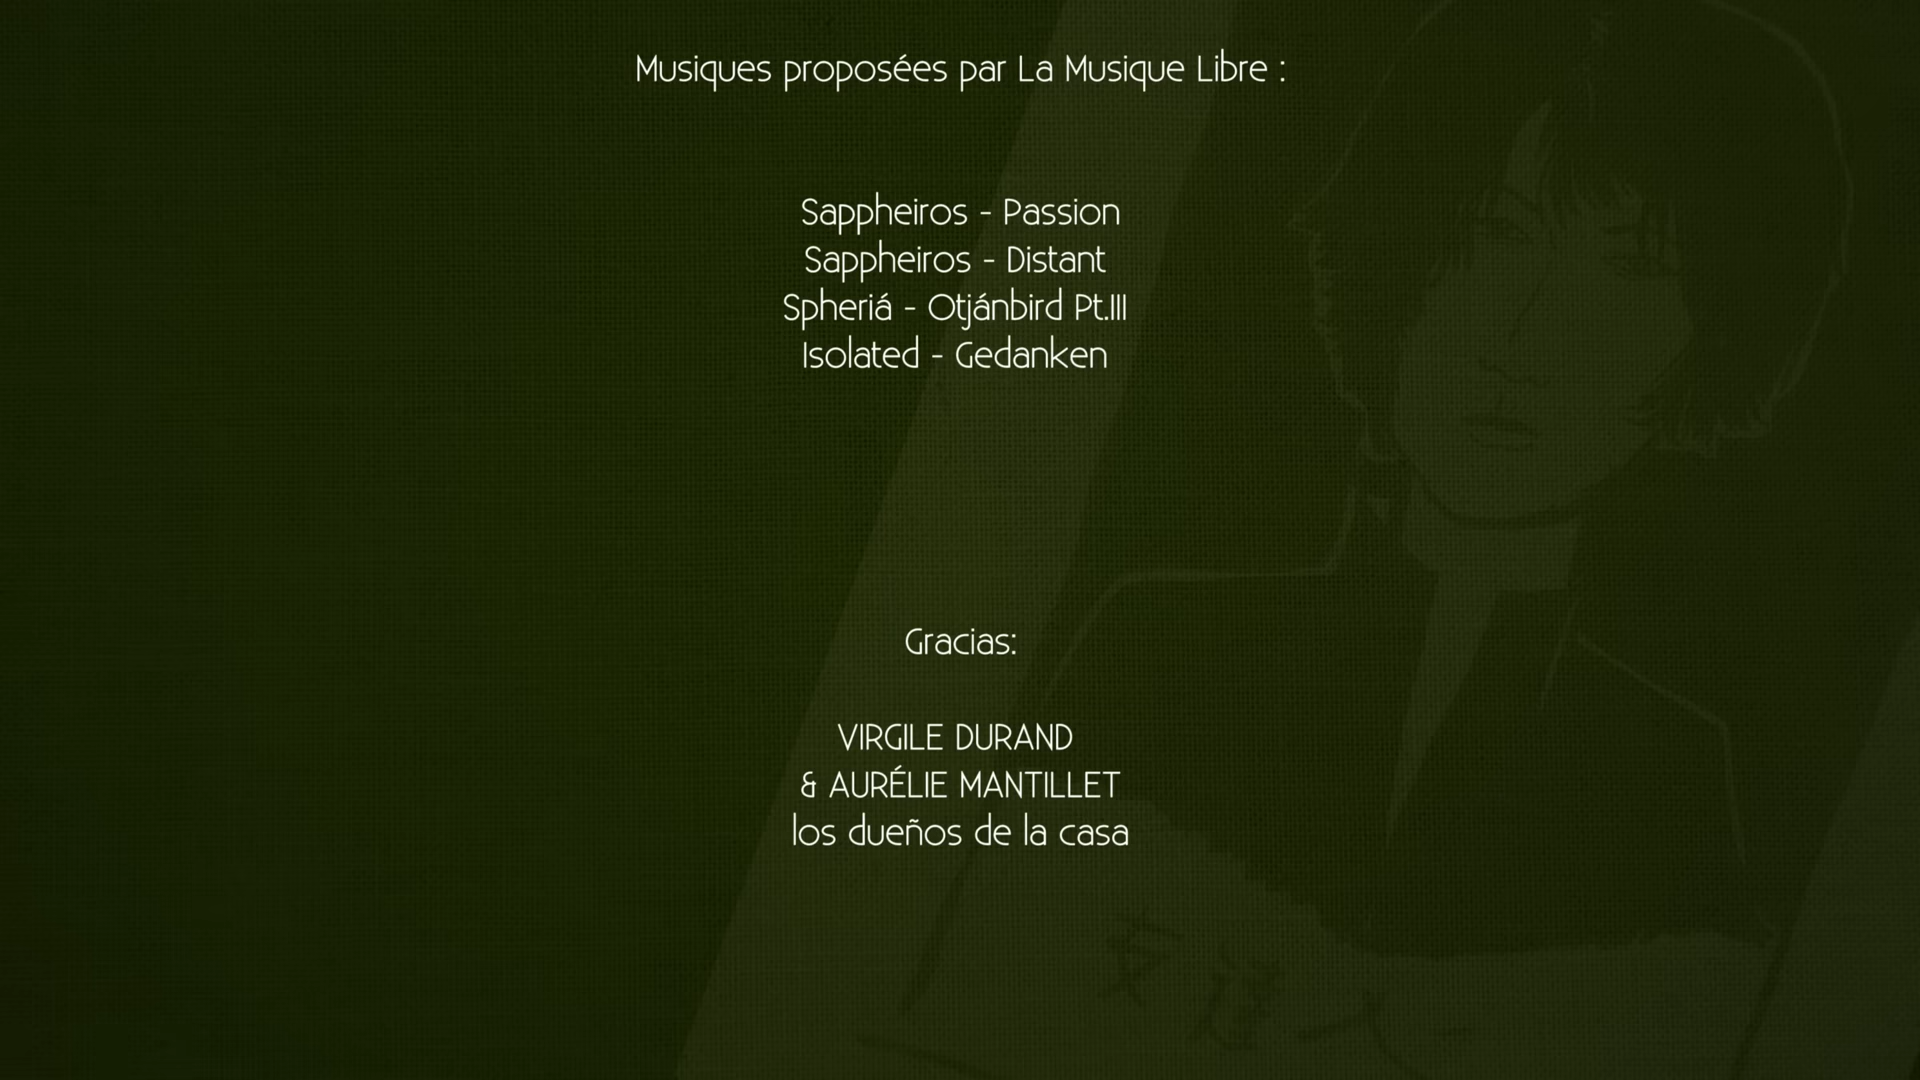 Musiques proposées par La Musique Libre :
Sappheiros - Passion
Sappheiros - Distant
Spheriá - Otjánbird Pt.III
Isolated - Gedanken
Gracias:
VIRGILE DURAND
& AURÉLIE MANTILLET
los dueños de la casa